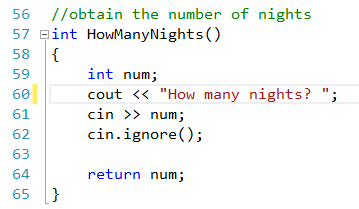 56 //obtain the number of nights
57 int HowManyNights()
58 {
59 int num;
60 cout << "How many nights? ";
61 cin >> num;
62 cin.ignore();
63
64 return num;
65 }